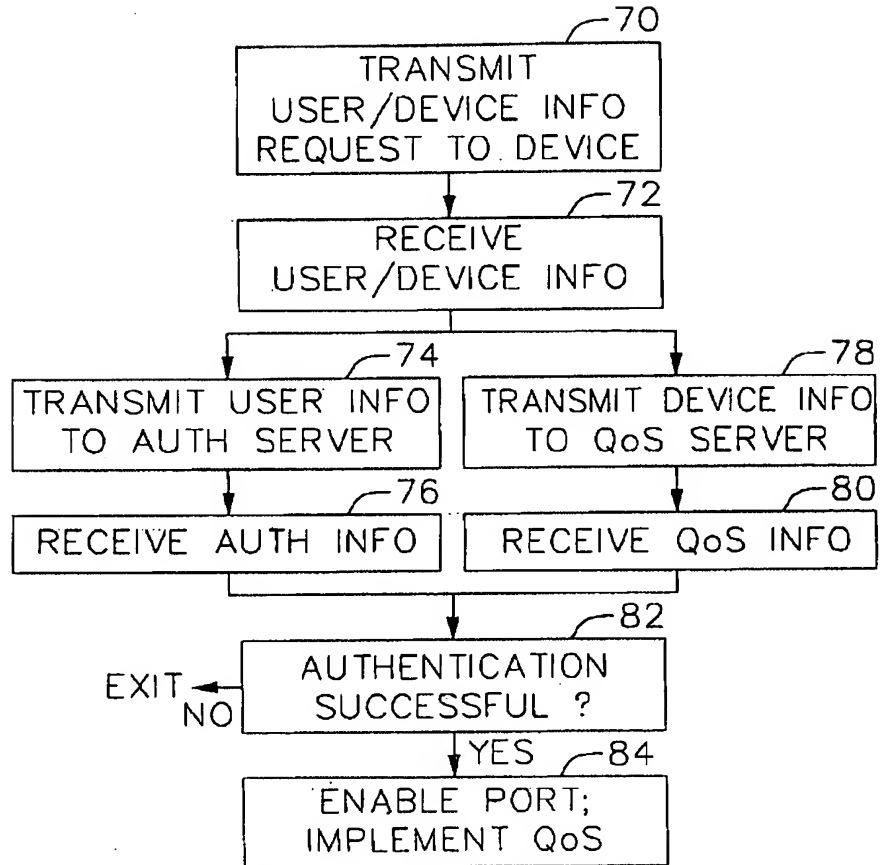 70
TRANSMIT
USER/DEVICE INFO
REQUEST TO DEVICE
72
RECEIVE
USER/DEVICE INFO
74
TRANSMIT USER INFO
TO AUTH SERVER
78
TRANSMIT DEVICE INFO
TO QoS SERVER
76
RECEIVE AUTH INFO
80
RECEIVE QoS INFO
82
AUTHENTICATION
SUCCESSFUL ?
EXIT
NO
YES
84
ENABLE PORT;
IMPLEMENT QoS